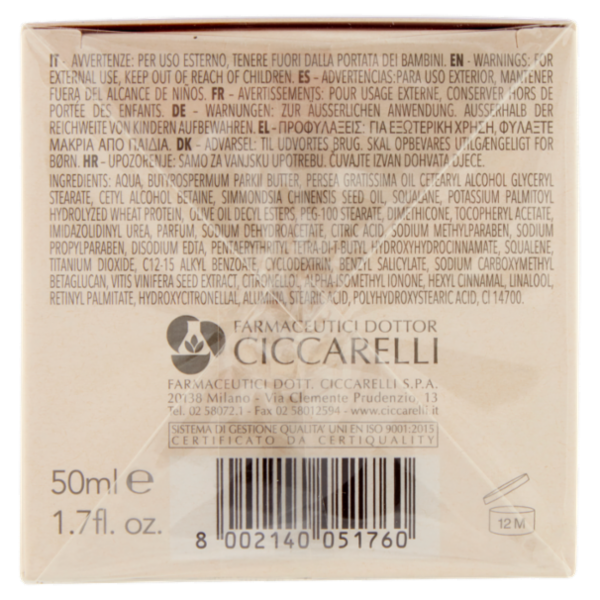 IT - AVVERTENZE: PER USO ESTERNO, TENERE FUORI DALLA PORTATA DEI BAMBINI. EN - WARNINGS: FOR
EXTERNAL USE, KEEP OUT OF REACH OF CHILDREN. ES - ADVERTENCIAS:PARA USO EXTERIOR, MANTENER
FUERA DEL ALCANCE DE NIÑOS. FR - AVERTISSEMENTS: POUR USAGE EXTERNE, CONSERVER HORS DE
PORTÉE DES ENFANTS. DE - WARNUNGEN: ZUR ÄUSSERLICHEN ANWENDUNG. AUSSERHALB DER
REICHWEITE VON KINDERN AUFBEWAHREN. EL - ΠΡΟΦΥΛΑΞΕΙΣ: ΓΙΑ ΕΞΩΤΕΡΙΚΗ ΧΡΗΣΗ, ΦΥΛΑΞΤΕ
ΜΑΚΡΙΑ ΑΠΟ ΠΑΙΔΙΑ. DK - ADVARSEL: TIL UDVORTES BRUG. SKAL OPBEVARES UTILGÆNGELIGT FOR
BØRN. HR - UPOZORENJE: SAMO ZA VANJSKU UPOTREBU. ČUVAJTE IZVAN DOHVATA DJECE.
INGREDIENTS: AQUA, BUTYROSPERMUM PARKII BUTTER, PERSEA GRATISSIMA OIL CETEARYL ALCOHOL GLYCERYL
STEARATE, CETYL ALCOHOL BETAINE, SIMMONDSIA CHINENSIS SEED OIL, SQUALANE, POTASSIUM PALMITOYL
HYDROLYZED WHEAT PROTEIN, OLIVE OIL DECYL ESTERS, PEG-100 STEARATE, DIMETHICONE, TOCOPHERYL ACETATE,
IMIDAZOLIDINYL UREA, PARFUM, SODIUM DEHYDROACETATE, CITRIC ACID, SODIUM METHYLPARABEN, SODIUM
PROPYLPARABEN, DISODIUM EDTA, PENTAERYTHRITYL TETRA-DI-T-BUTYL HYDROXYHYDROCINNAMATE, SQUALENE,
TITANIUM DIOXIDE, C12-15 ALKYL BENZOATE, CYCLODEXTRIN, BENZYL SALICYLATE, SODIUM CARBOXYMETHYL
BETAGLUCAN, VITIS VINIFERA SEED EXTRACT, CITRONELLO, ALPHA ISOMETHYL IONONE, HEXYL CINNAMAL, LINALOOL,
RETINYL PALMITATE, HYDROXYCITRONELLAL, ALUMINA, STEARIC ACID, POLYHYDROXYSTEARIC ACID, CI 14700.
FARMACEUTICI DOTTOR
CICCARELLI
FARMACEUTICI DOTT. CICCARELLI S.P.A.
20138 Milano - Via Clemente Prudenzio, 13
Tel. 02 58072.1 - Fax 02 58012594 - www.ciccarelli.it
SISTEMA DI GESTIONE QUALITA' UNI EN ISO 9001:2015
CERTIFICATO DA CERTIQUALITY
50ml e
1.7fl. oz.
12 M
8 002140 051760